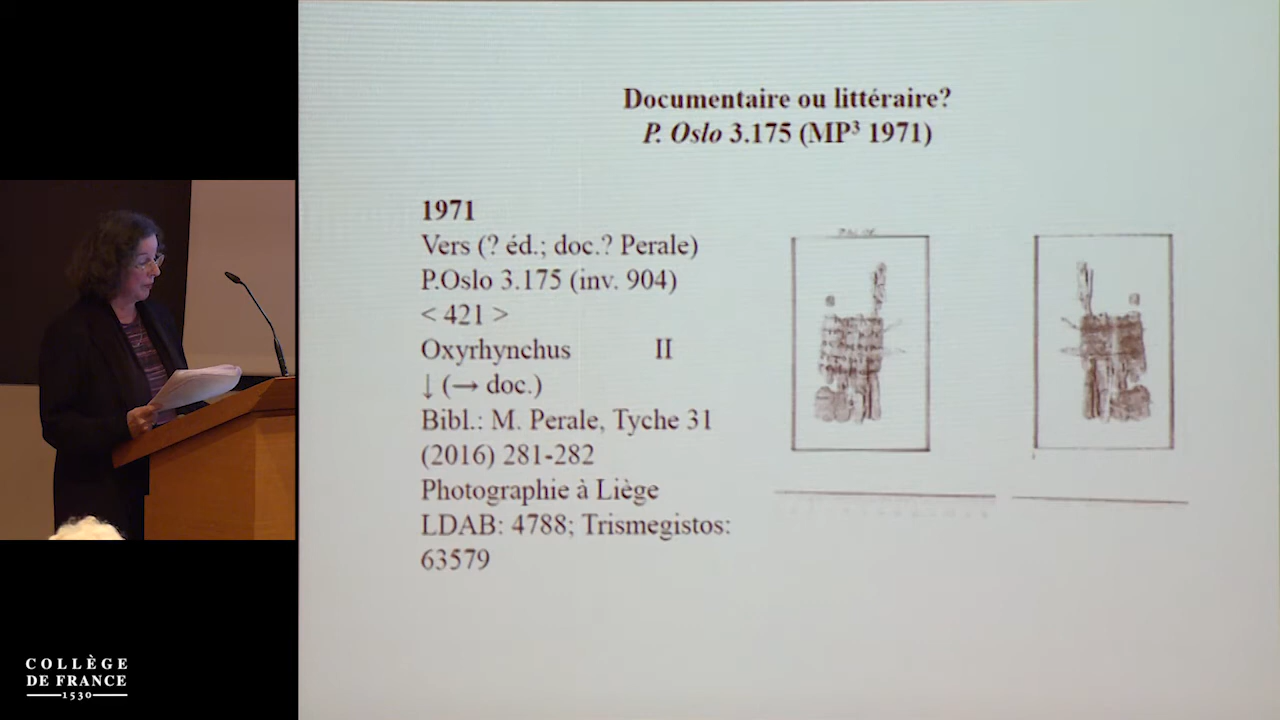 Documentaire ou littéraire?
P. Oslo 3.175 (MP³ 1971)
1971
Vers (? éd.; doc.? Perale)
P.Oslo 3.175 (inv. 904)
< 421 >
Oxyrhynchus II
↓ (→ doc.)
Bibl.: M. Perale, Tyche 31
(2016) 281-282
Photographie à Liège
LDAB: 4788; Trismegistos:
63579
COLLÈGE
DE FRANCE
1530